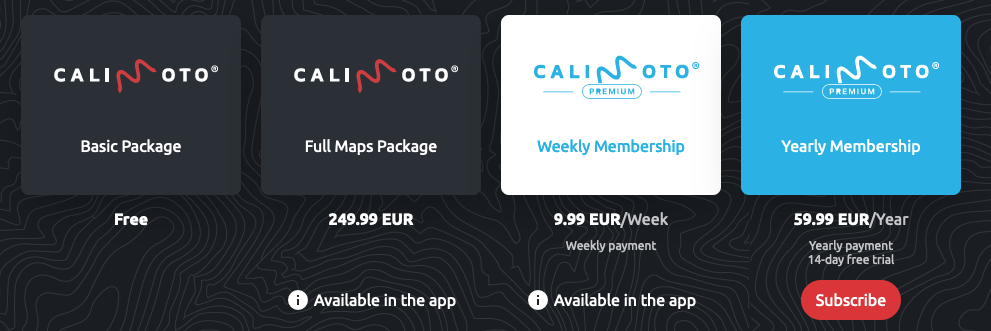 CALIMOTO®
Basic Package
Free
CALIMOTO®
Full Maps Package
249.99 EUR
Available in the app
CALIMOTO®
PREMIUM
Weekly Membership
9.99 EUR/Week
Weekly payment
Available in the app
CALIMOTO®
PREMIUM
Yearly Membership
59.99 EUR/Year
Yearly payment
14-day free trial
Subscribe